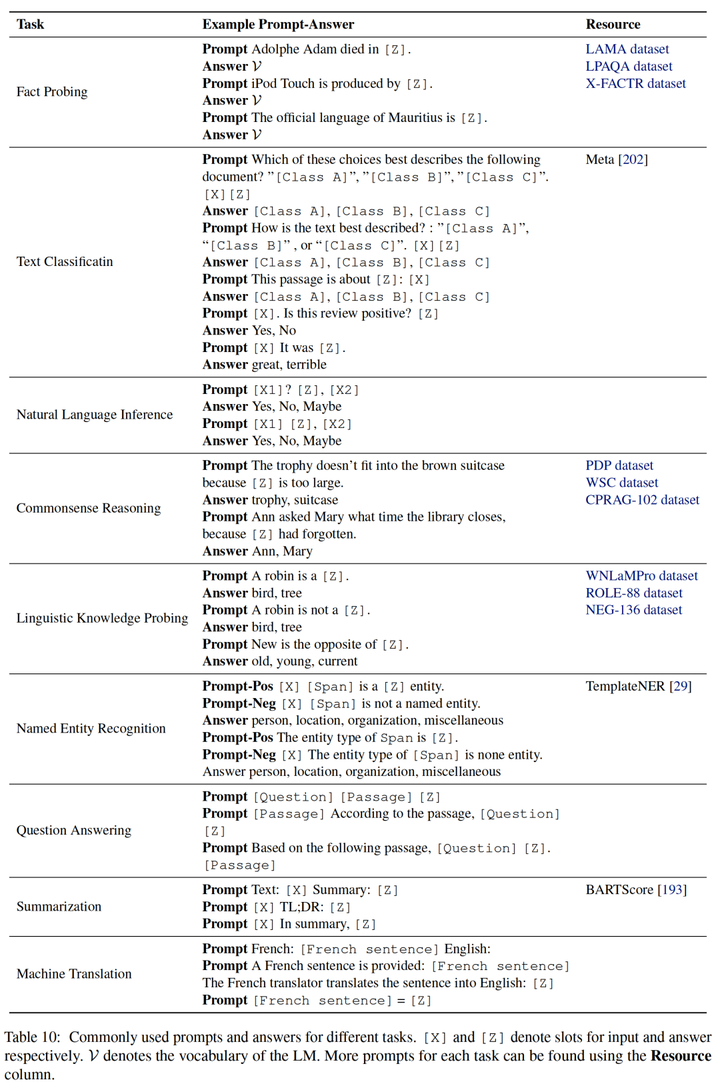 Task Example Prompt-Answer Resource
Fact Probing
Prompt Adolphe Adam died in [Z]. LAMA dataset
Answer 𝒱 LPAQA dataset
Prompt iPod Touch is produced by [Z]. X-FACTR dataset
Answer 𝒱
Prompt The official language of Mauritius is [Z].
Answer 𝒱
Text Classificatin
Prompt Which of these choices best describes the following Meta [202]
document? ”[Class A]”, ”[Class B]”, ”[Class C]”.
[X][Z]
Answer [Class A], [Class B], [Class C]
Prompt How is the text best described? : ”[Class A]”,
“[Class B]” , or “[Class C]”. [X][Z]
Answer [Class A], [Class B], [Class C]
Prompt This passage is about [Z]: [X]
Answer [Class A], [Class B], [Class C]
Prompt [X]. Is this review positive? [Z]
Answer Yes, No
Prompt [X] It was [Z].
Answer great, terrible
Natural Language Inference
Prompt [X1]? [Z], [X2]
Answer Yes, No, Maybe
Prompt [X1] [Z], [X2]
Answer Yes, No, Maybe
Commonsense Reasoning
Prompt The trophy doesn’t fit into the brown suitcase PDP dataset
because [Z] is too large. WSC dataset
Answer trophy, suitcase CPRAG-102 dataset
Prompt Ann asked Mary what time the library closes,
because [Z] had forgotten.
Answer Ann, Mary
Linguistic Knowledge Probing
Prompt A robin is a [Z]. WNLaMPro dataset
Answer bird, tree ROLE-88 dataset
Prompt A robin is not a [Z]. NEG-136 dataset
Answer bird, tree
Prompt New is the opposite of [Z].
Answer old, young, current
Named Entity Recognition
Prompt-Pos [X] [Span] is a [Z] entity. TemplateNER [29]
Prompt-Neg [X] [Span] is not a named entity.
Answer person, location, organization, miscellaneous
Prompt-Pos The entity type of Span is [Z].
Prompt-Neg [X] The entity type of [Span] is none entity.
Answer person, location, organization, miscellaneous
Question Answering
Prompt [Question] [Passage] [Z]
Prompt [Passage] According to the passage, [Question]
[Z]
Prompt Based on the following passage, [Question] [Z].
[Passage]
Summarization
Prompt Text: [X] Summary: [Z] BARTScore [193]
Prompt [X] TL;DR: [Z]
Prompt [X] In summary, [Z]
Machine Translation
Prompt French: [French sentence] English:
Prompt A French sentence is provided: [French sentence]
The French translator translates the sentence into English: [Z]
Prompt [French sentence] = [Z]
Table 10: Commonly used prompts and answers for different tasks. [X] and [Z] denote slots for input and answer
respectively. 𝒱 denotes the vocabulary of the LM. More prompts for each task can be found using the Resource
column.